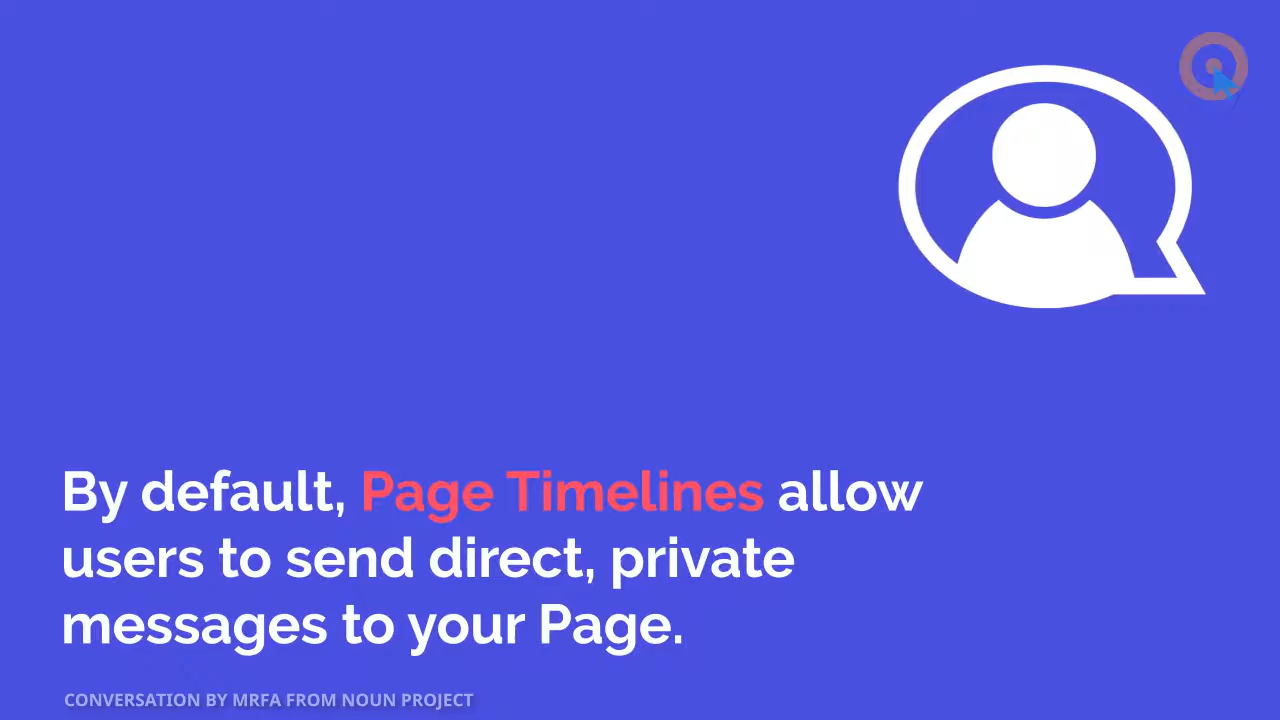 By default, Page Timelines allow
users to send direct, private
messages to your Page.
CONVERSATION BY MRFA FROM NOUN PROJECT